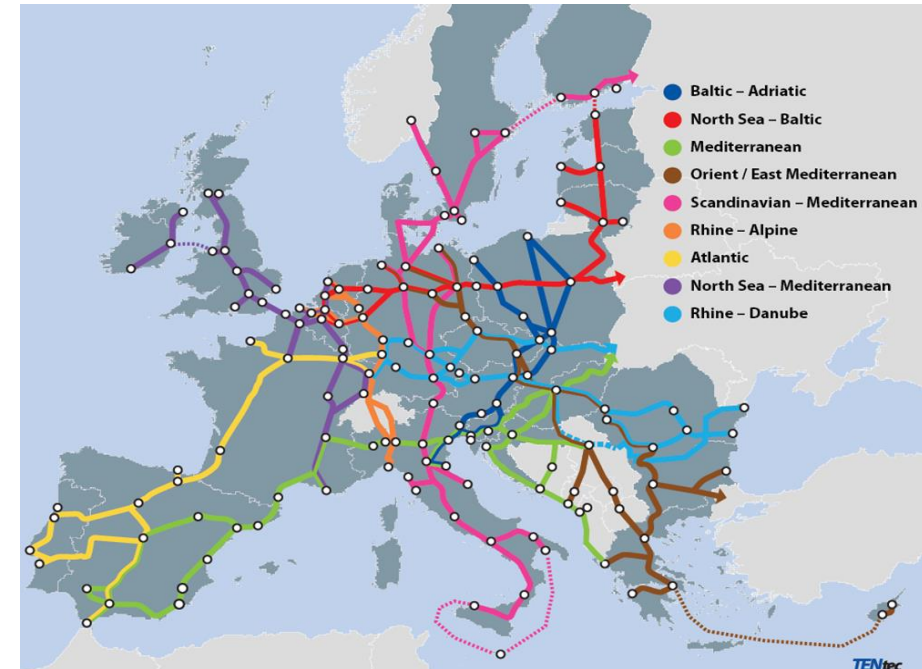 Baltic – Adriatic
North Sea – Baltic
Mediterranean
Orient / East Mediterranean
Scandinavian – Mediterranean
Rhine – Alpine
Atlantic
North Sea – Mediterranean
Rhine – Danube
TENtec